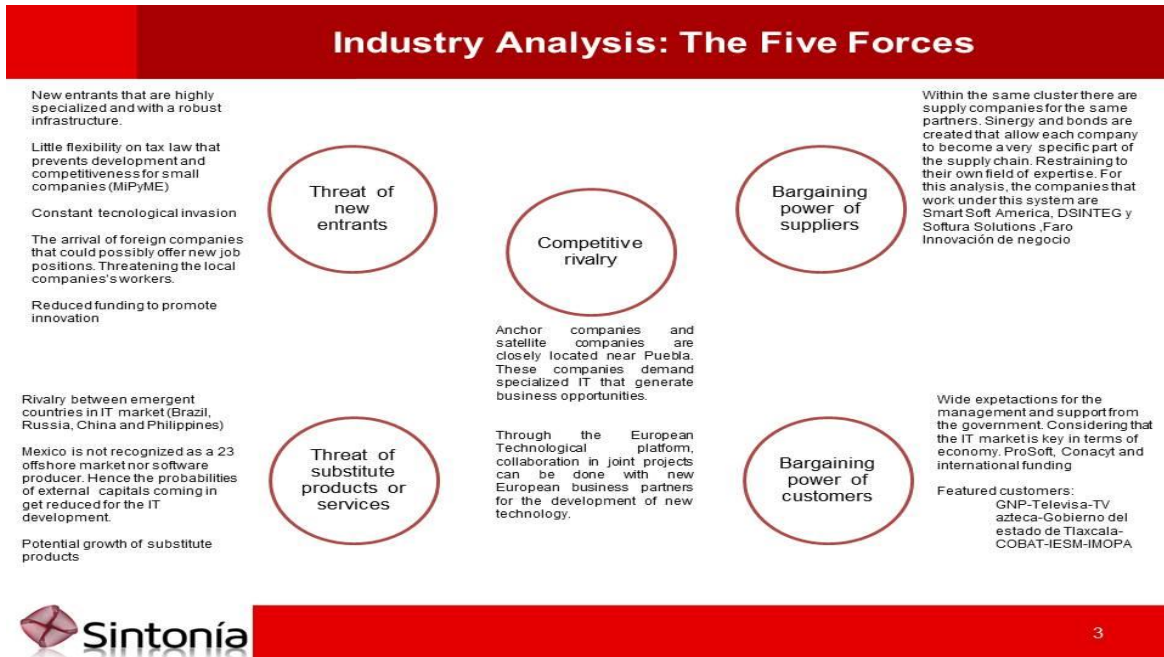 Industry Analysis: The Five Forces
New entrants that are highly
specialized and with a robust
infrastructure.
Little flexibility on tax law that
prevents development and
competitiveness for small
companies (MiPyME)
Constant tecnological invasion
The arrival of foreign companies
that could possibly offer new job
positions. Threatening the local
companies's workers.
Reduced funding to promote
innovation
Threat of
new
entrants
Competitive
rivalry
Anchor companies and
satellite companies are
closely located near Puebla.
These companies demand
specialized IT that generate
business opportunities.
Through the European
Technological platform,
collaboration in joint projects
can be done with new
European business partners
for the development of new
technology.
Bargaining
power of
suppliers
Within the same cluster there are
supply companies for the same
partners. Sinergy and bonds are
created that allow each company
to become a very specific part of
the supply chain. Restraining to
their own field of expertise. For
this analysis, the companies that
work under this system are
Smart Soft America, DSINTEG y
Softura Solutions ,Faro
Innovación de negocio
Rivalry between emergent
countries in IT market (Brazil,
Russia, China and Philippines)
Mexico is not recognized as a 23
offshore market nor software
producer. Hence the probabilities
of external capitals coming in
get reduced for the IT
development.
Potential growth of substitute
products
Threat of
substitute
products or
services
Bargaining
power of
customers
Wide expetactions for the
management and support from
the government. Considering that
the IT market is key in terms of
economy. ProSoft, Conacyt and
international funding
Featured customers:
GNP-Televisa-TV
azteca-Gobierno del
estado de Tlaxcala-
COBAT-IESM-IMOPA
Sintonía
3